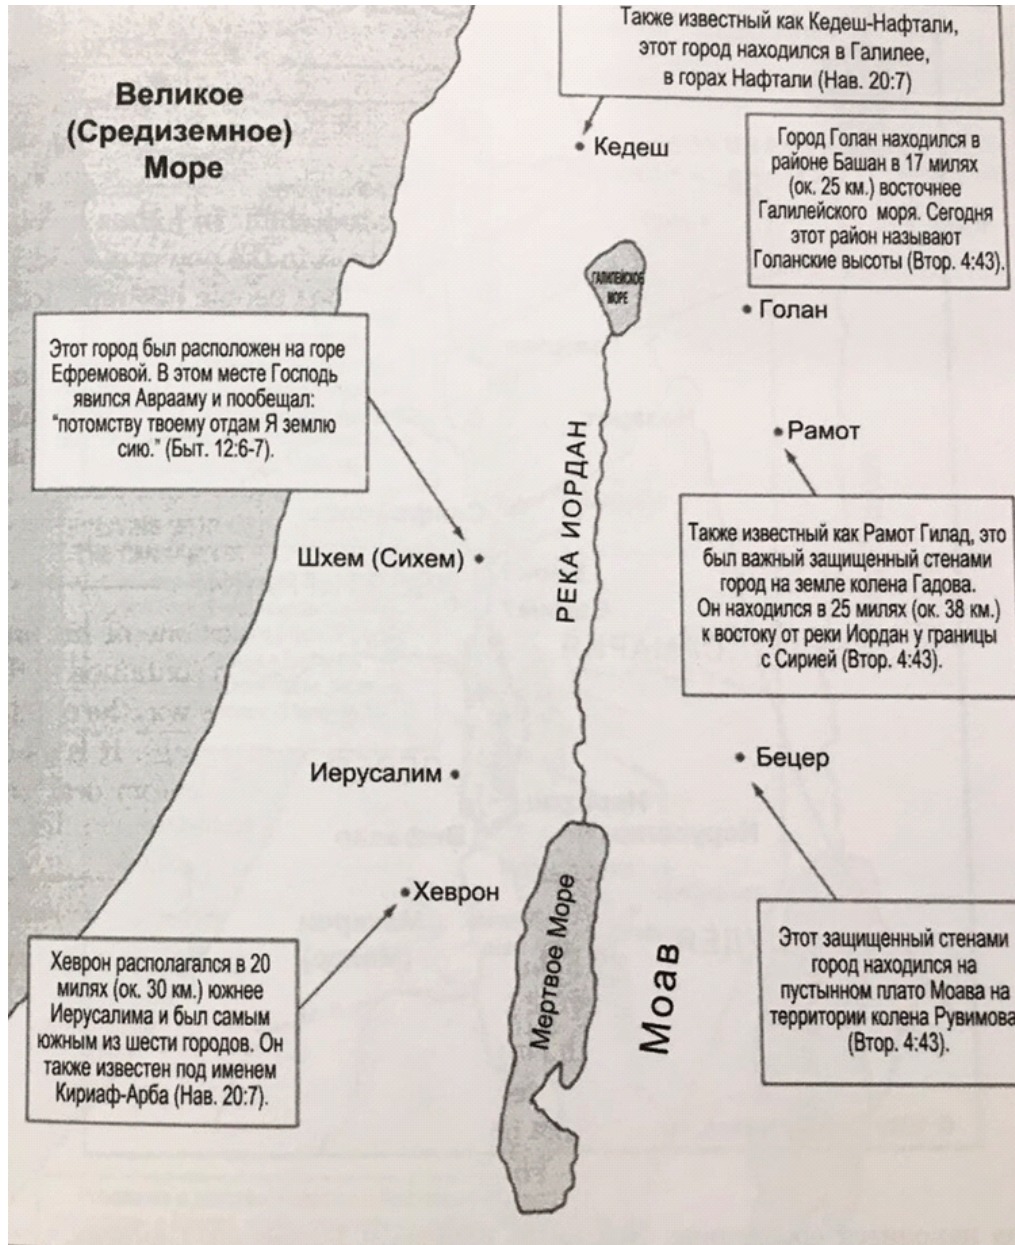 Также известный как Кедеш-Нафтали,
этот город находился в Галилее,
в горах Нафтали (Нав. 20:7)
Великое
(Средиземное)
Море
Кедеш
Город Голан находился в
районе Башан в 17 милях
(ок. 25 км.) восточнее
Галилейского моря. Сегодня
этот район называют
Голанские высоты (Втор. 4:43).
ГАЛИЛЕЙСКОЕ
МОРЕ
Голан
Этот город был расположен на горе
Ефремовой. В этом месте Господь
явился Аврааму и пообещал:
“потомству твоему отдам Я землю
сию.” (Быт. 12:6-7).
Рамот
РЕКА ИОРДАН
Также известный как Рамот Гилад, это
был важный защищенный стенами
город на земле колена Гадова.
Он находился в 25 милях (ок. 38 км.)
к востоку от реки Иордан у границы
с Сирией (Втор. 4:43).
Шхем (Сихем)
Бецер
Иерусалим
Хеврон
Мертвое Море
Моав
Этот защищенный стенами
город находился на
пустынном плато Моава на
территории колена Рувимова
(Втор. 4:43).
Хеврон располагался в 20
милях (ок. 30 км.) южнее
Иерусалима и был самым
южным из шести городов. Он
также известен под именем
Кириаф-Арба (Нав. 20:7).